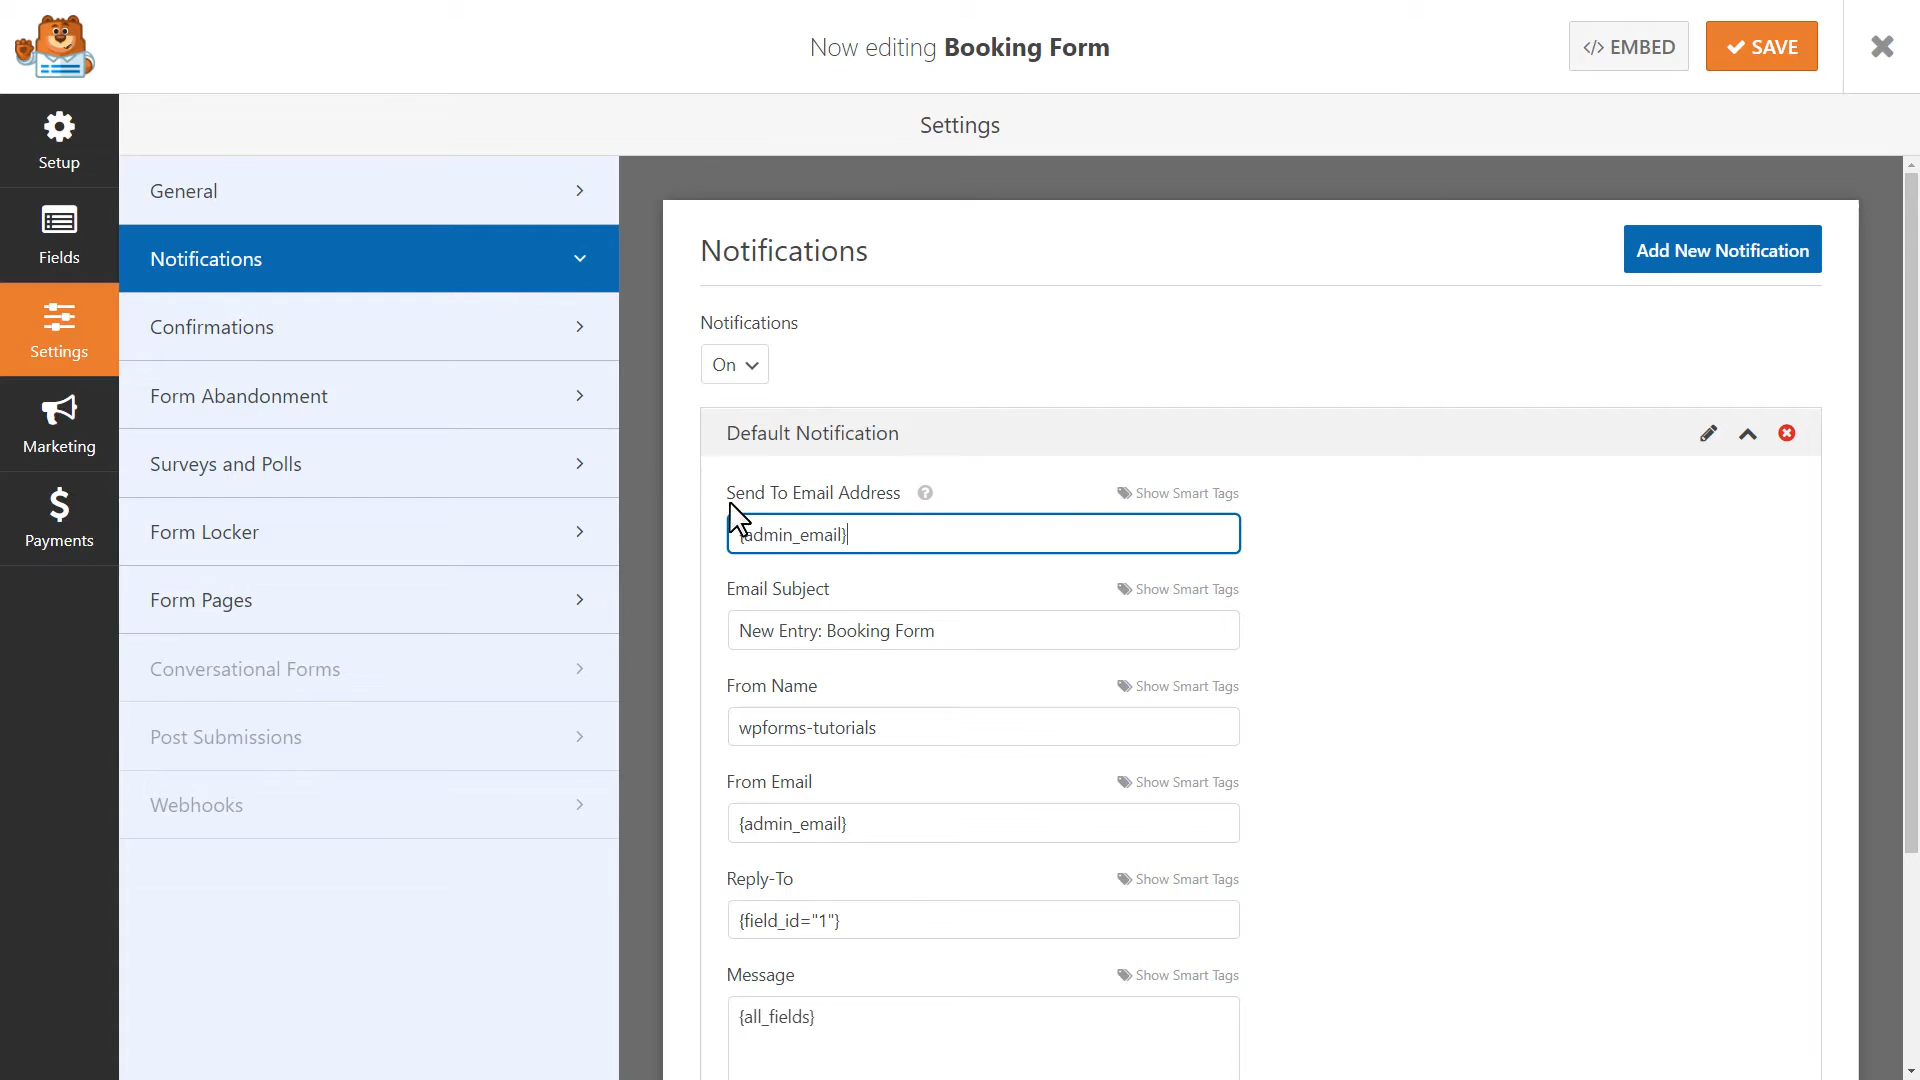 Now editing Booking Form
</> EMBED
SAVE
Setup
Fields
Settings
Marketing
Payments
Settings
General
Notifications
Confirmations
Form Abandonment
Surveys and Polls
Form Locker
Form Pages
Conversational Forms
Post Submissions
Webhooks
Notifications
Add New Notification
Notifications
On
Default Notification
Send To Email Address
Show Smart Tags
{admin_email}
Email Subject
Show Smart Tags
New Entry: Booking Form
From Name
Show Smart Tags
wpforms-tutorials
From Email
Show Smart Tags
{admin_email}
Reply-To
Show Smart Tags
{field_id="1"}
Message
Show Smart Tags
{all_fields}